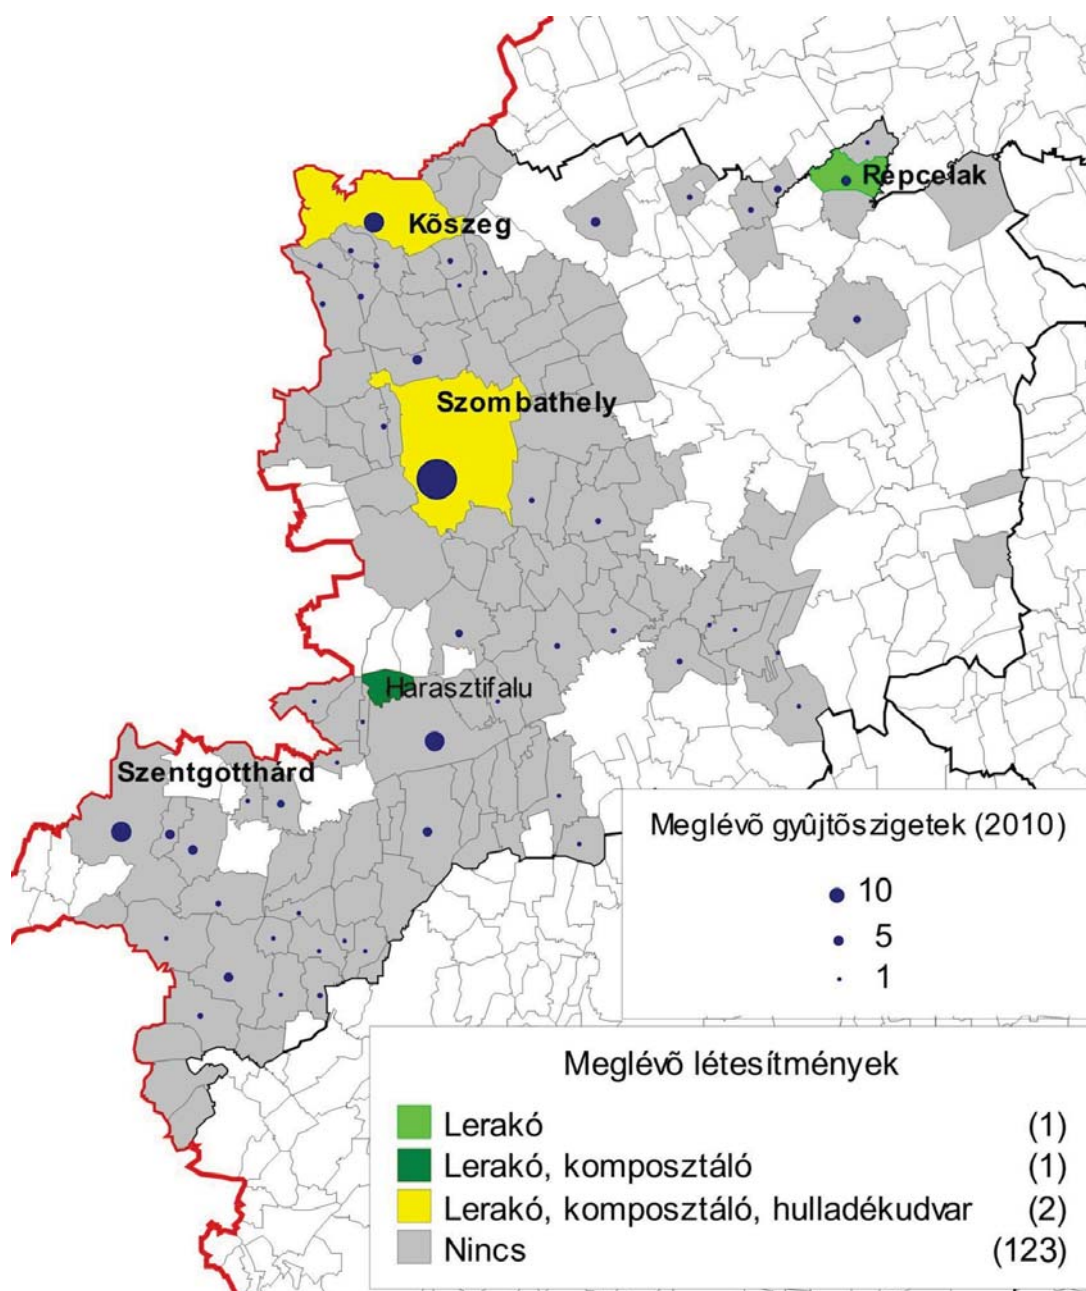 Répcelak
Kõszeg
Szombathely
Harasztifalu
Szentgotthárd
Meglévõ gyûjtõszigetek (2010)
10
5
1
Meglévõ létesítmények
Lerakó (1)
Lerakó, komposztáló (1)
Lerakó, komposztáló, hulladékudvar (2)
Nincs (123)